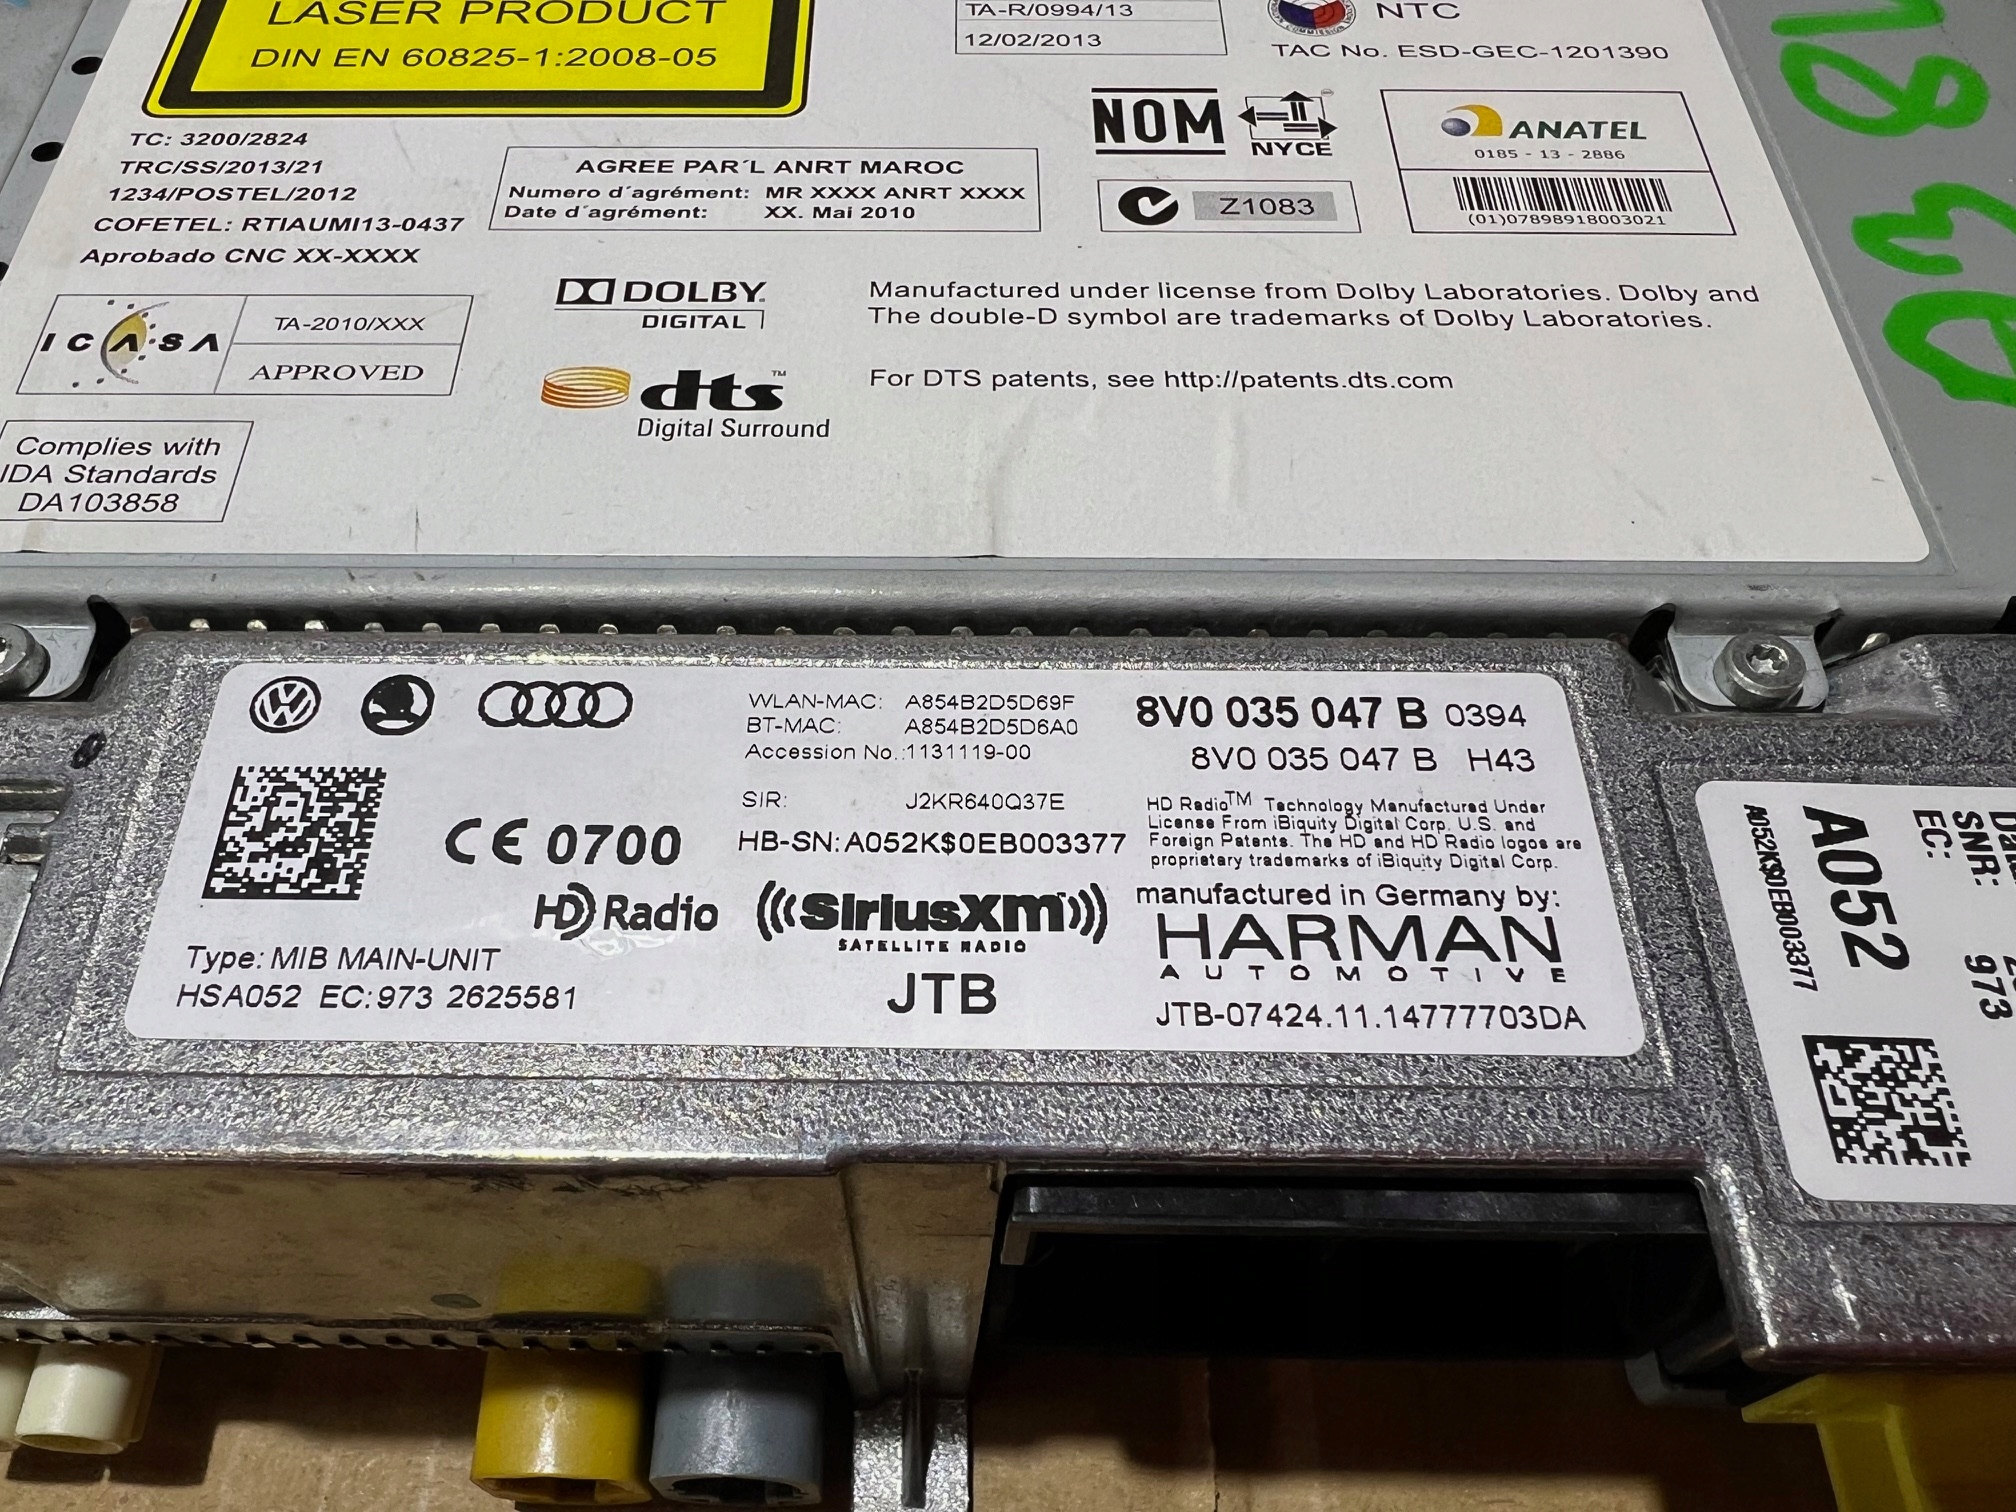 LASER PRODUCT
DIN EN 60825-1:2008-05
TA-R/0994/13
12/02/2013
NTC
TAC No. ESD-GEC-1201390
TC: 3200/2824
TRC/SS/2013/21
1234/POSTEL/2012
COFETEL: RTIAUMI13-0437
Aprobado CNC XX-XXXX
AGREE PAR´L ANRT MAROC
Numero d´agrément: MR XXXX ANRT XXXX
Date d´agrément: XX. Mai 2010
NOM
NYCE
ANATEL
0185 - 13 - 2886
(01)07898918003021
Z1083
ICASA
TA-2010/XXX
APPROVED
DOLBY
DIGITAL
Manufactured under license from Dolby Laboratories. Dolby and
The double-D symbol are trademarks of Dolby Laboratories.
dts™
Digital Surround
For DTS patents, see http://patents.dts.com
Complies with
IDA Standards
DA103858
WLAN-MAC: A854B2D5D69F
BT-MAC: A854B2D5D6A0
Accession No.:1131119-00
SIR: J2KR640Q37E
HB-SN:A052K$0EB003377
8V0 035 047 B 0394
8V0 035 047 B H43
HD Radio™ Technology Manufactured Under
License From iBiquity Digital Corp. U.S. and
Foreign Patents. The HD and HD Radio logos are
proprietary trademarks of iBiquity Digital Corp.
CE 0700
HD Radio
((SiriusXM))
SATELLITE RADIO
manufactured in Germany by:
HARMAN
AUTOMOTIVE
Type: MIB MAIN-UNIT
HSA052 EC:973 2625581
JTB
JTB-07424.11.14777703DA
A052
A052K$0EB003377
SNR:
EC: 973